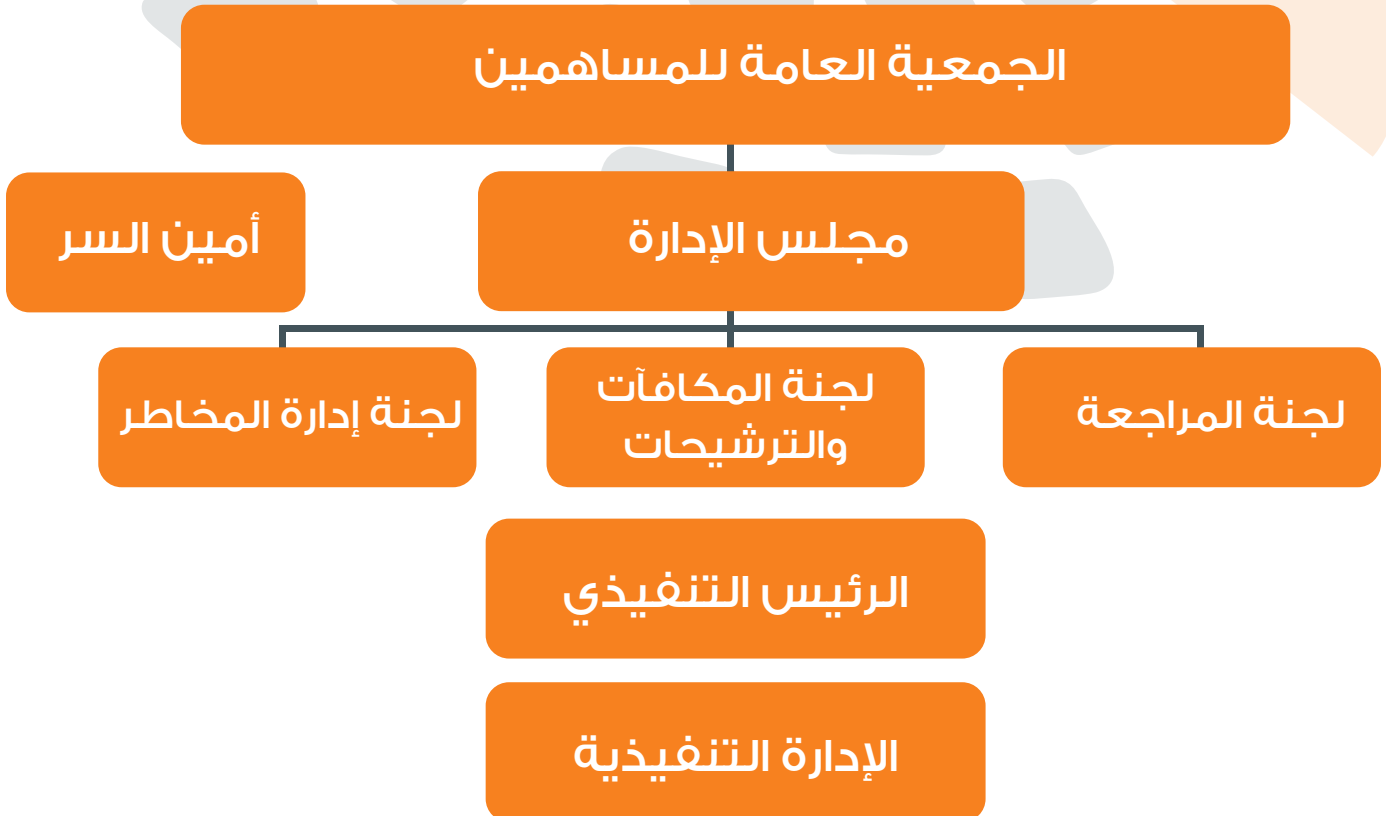 الجمعية العامة للمساهمين
مجلس الإدارة
أمين السر
لجنة المراجعة
لجنة المكافآت
والترشيحات
لجنة إدارة المخاطر
الرئيس التنفيذي
الإدارة التنفيذية